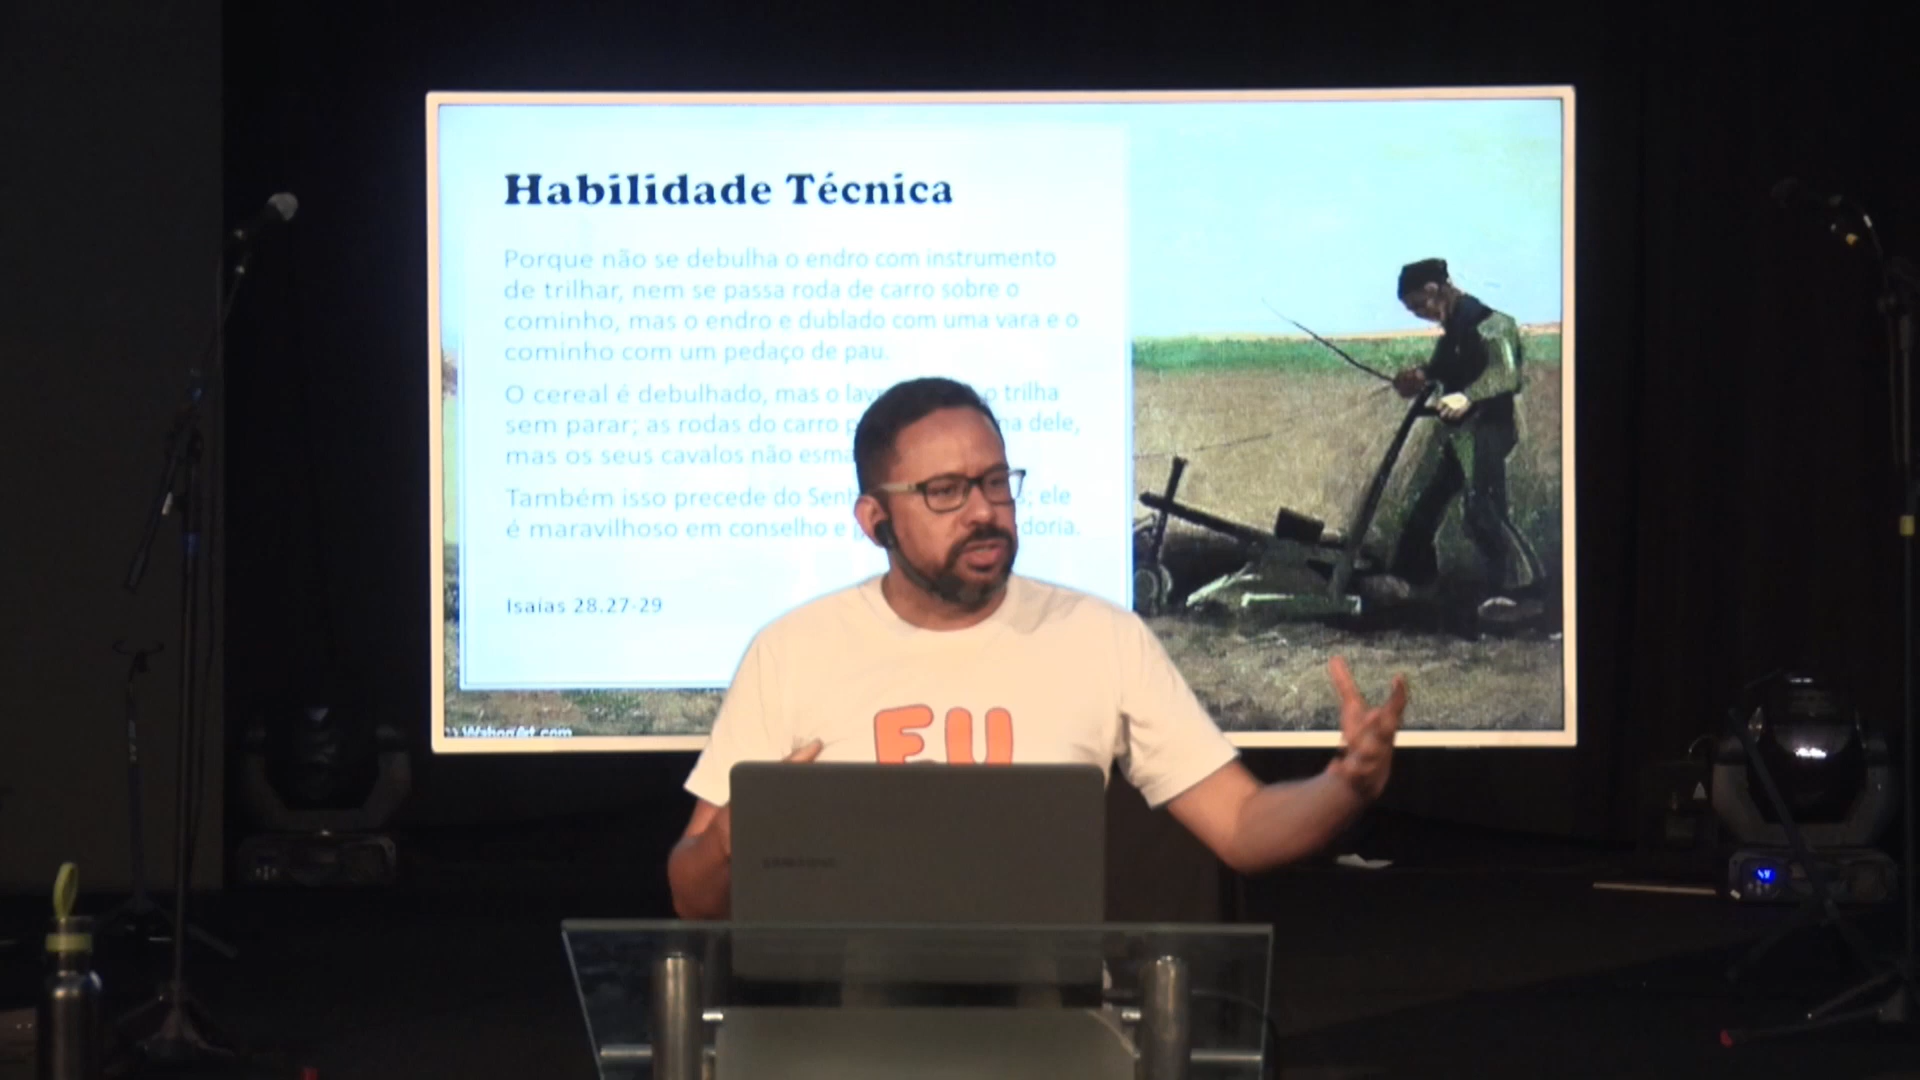 Habilidade Técnica
Porque não se debulha o endro com instrumento
de trilhar, nem se passa roda de carro sobre o
cominho, mas o endro e dublado com uma vara e o
cominho com um pedaço de pau.
O cereal é debulhado, mas o o trilha
sem parar; as rodas do carro dele,
mas os seus cavalos não
Também isso precede do ele
é maravilhoso em conselho e
Isaías 28.27-29
WahooArt.com
EU
SAMSUNG